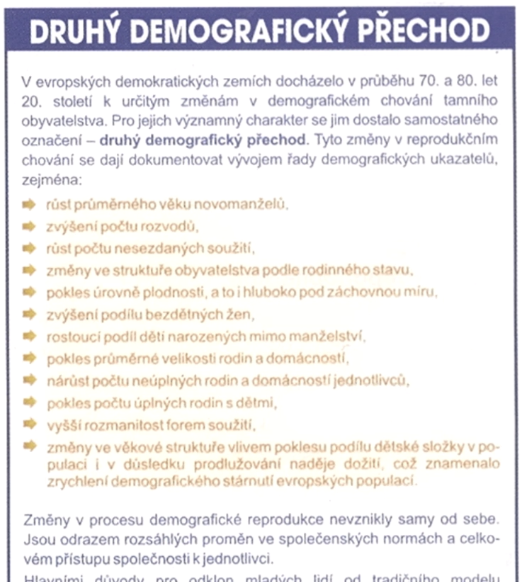 DRUHÝ DEMOGRAFICKÝ PŘECHOD
V evropských demokratických zemích docházelo v průběhu 70. a 80. let
20. století k určitým změnám v demografickém chování tamního
obyvatelstva. Pro jejich významný charakter se jim dostalo samostatného
označení – druhý demografický přechod. Tyto změny v reprodukčním
chování se dají dokumentovat vývojem řady demografických ukazatelů,
zejména:
růst průměrného věku novomanželů,
zvýšení počtu rozvodů,
růst počtu nesezdaných soužití,
změny ve struktuře obyvatelstva podle rodinného stavu,
pokles úrovně plodnosti, a to i hluboko pod záchovnou míru,
zvýšení podílu bezdětných žen,
rostoucí podíl dětí narozených mimo manželství,
pokles průměrné velikosti rodin a domácností,
nárůst počtu neúplných rodin a domácností jednotlivců,
pokles počtu úplných rodin s dětmi,
vyšší rozmanitost forem soužití,
změny ve věkové struktuře vlivem poklesu podílu dětské složky v po-
pulaci i v důsledku prodlužování naděje dožití, což znamenalo
zrychlení demografického stárnutí evropských populací.
Změny v procesu demografické reprodukce nevznikly samy od sebe.
Jsou odrazem rozsáhlých proměn ve společenských normách a celko-
vém přístupu společnosti k jednotlivci.
Hlavními důvody pro odklon mladých lidí od tradičního modelu